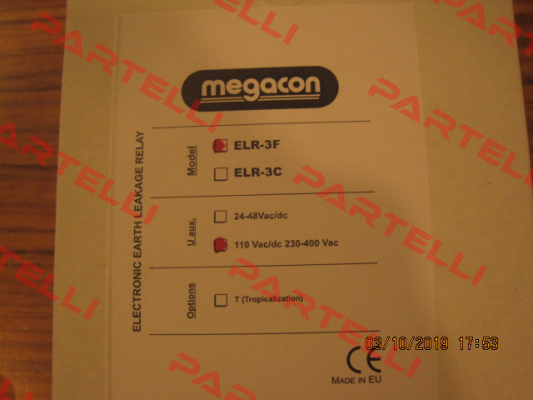 megacon
ELECTRONIC EARTH LEAKAGE RELAY
Model
ELR-3F
ELR-3C
U aux.
24-48Vac/dc
110 Vac/dc 230-400 Vac
Options
T (Tropicalization)
CE
MADE IN EU
03/10/2019 17:53
PARTELLI
PARTELLI
PARTELLI
PARTELLI
PARTELLI
PARTELLI